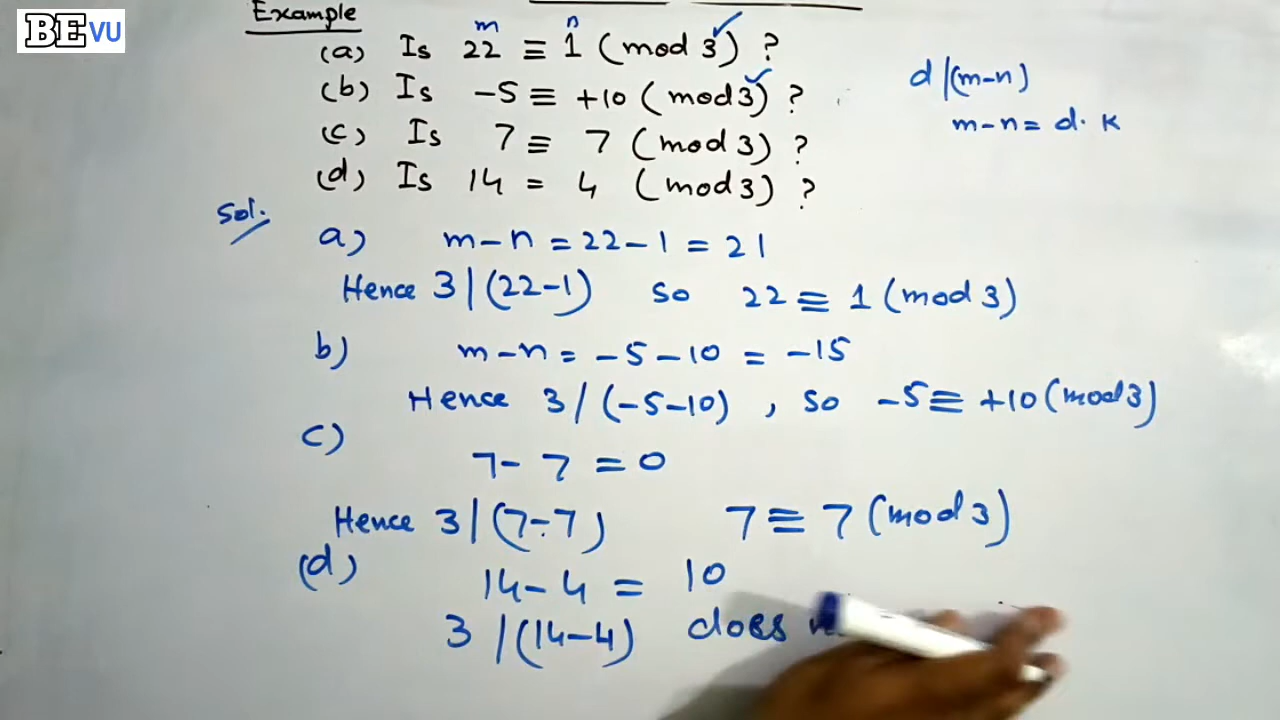 BEVU
Example
m n
(a) Is 22 ≡ 1 (mod 3) ?
(b) Is -5 ≡ +10 (mod 3) ?
(c) Is 7 ≡ 7 (mod 3) ?
(d) Is 14 = 4 (mod 3) ?
d | (m-n)
m-n = d. K
Sol.
a) m-n = 22-1 = 21
Hence 3 | (22-1) so 22 ≡ 1 (mod 3)
b) m-n = -5-10 = -15
Hence 3 / (-5-10) , so -5 ≡ +10 (mod 3)
c)
7-7 = 0
Hence 3 | (7-7) 7 ≡ 7 (mod 3)
(d) 14-4 = 10
3 / (14-4) does